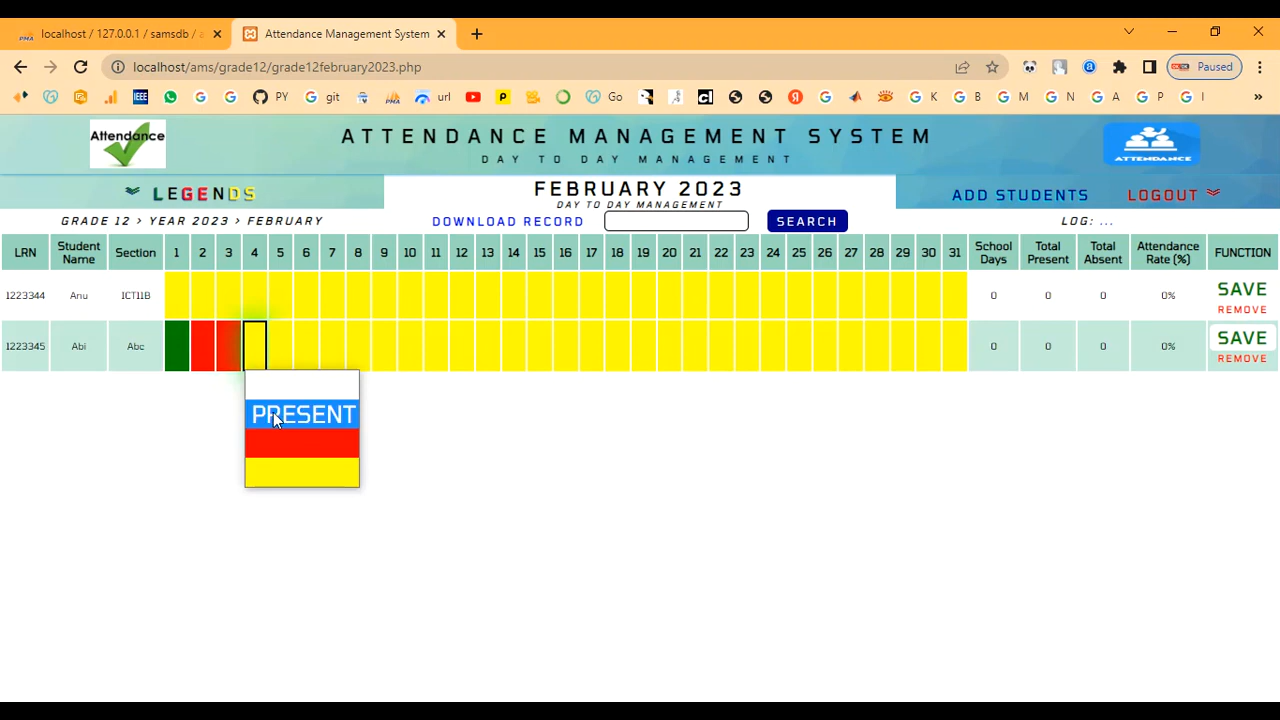 localhost / 127.0.0.1 / samsdb / a
Attendance Management System
localhost/ams/grade12/grade12february2023.php
Paused
IEEE PY git PMA url Go K B M N A P I »
Attendance
ATTENDANCE MANAGEMENT SYSTEM
DAY TO DAY MANAGEMENT
ATTENDANCE
LEGENDS
FEBRUARY 2023
DAY TO DAY MANAGEMENT
ADD STUDENTS LOGOUT
GRADE 12 > YEAR 2023 > FEBRUARY
DOWNLOAD RECORD SEARCH
LOG: ...
LRN Student Name Section 1 2 3 4 5 6 7 8 9 10 11 12 13 14 15 16 17 18 19 20 21 22 23 24 25 26 27 28 29 30 31 School Days Total Present Total Absent Attendance Rate (%) FUNCTION
1223344 Anu ICT11B 0 0 0 0% SAVE
REMOVE
1223345 Abi Abc 0 0 0 0% SAVE
REMOVE
PRESENT